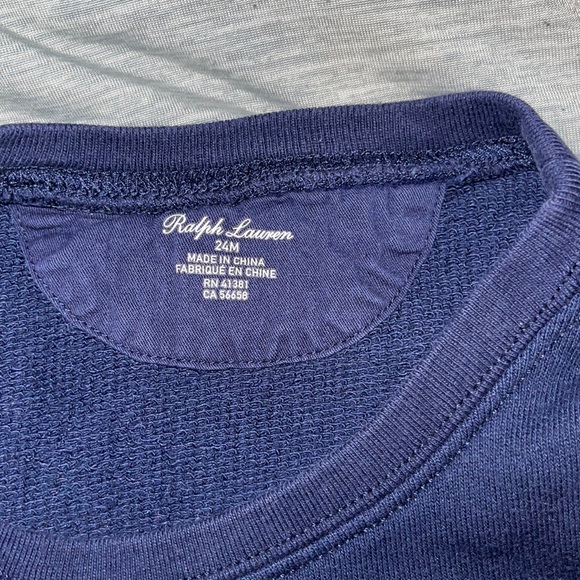 Ralph Lauren
24M
MADE IN CHINA
FABRIQUÉ EN CHINE
RN 41381
CA 56658